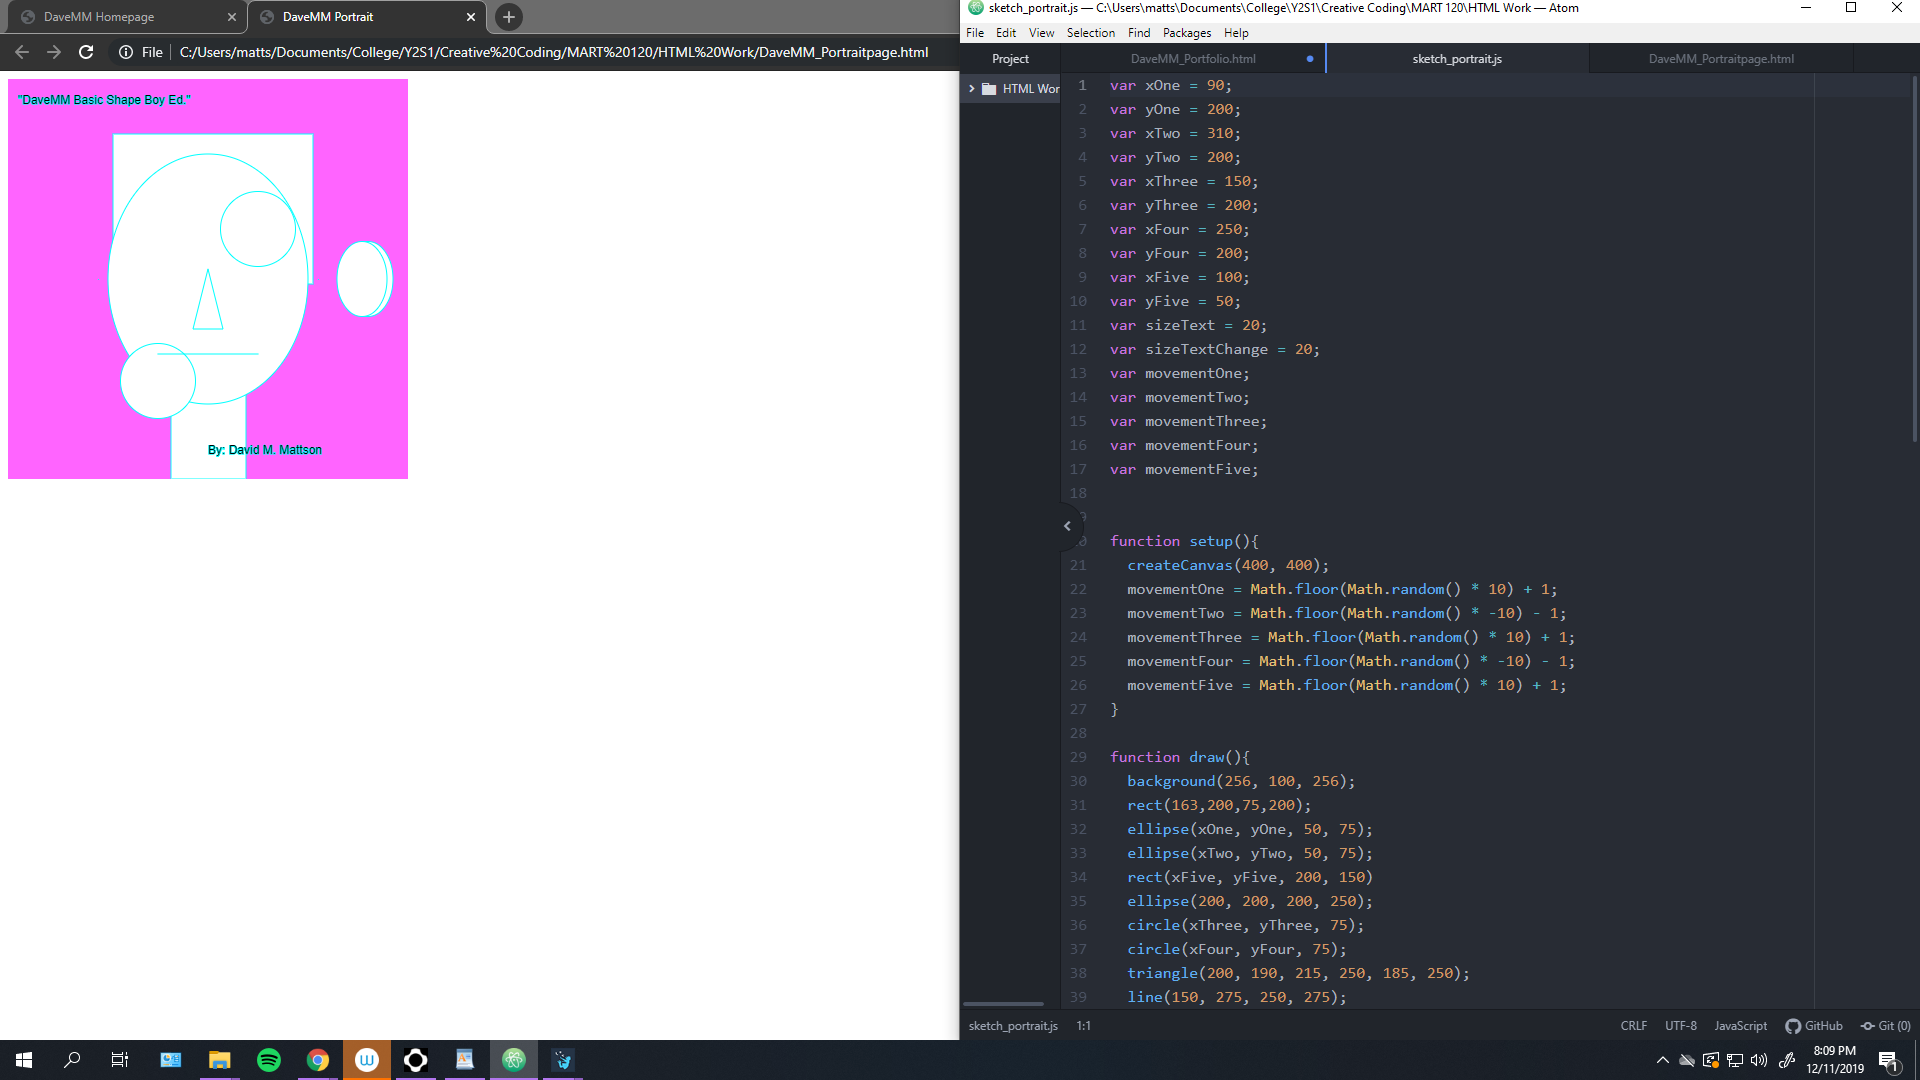 DaveMM Homepage
DaveMM Portrait
File
C:/Users/matts/Documents/College/Y2S1/Creative%20Coding/MART%20120/HTML%20Work/DaveMM_Portraitpage.html
"DaveMM Basic Shape Boy Ed."
By: David M. Mattson
sketch_portrait.js — C:\Users\matts\Documents\College\Y2S1\Creative Coding\MART 120\HTML Work — Atom
File Edit View Selection Find Packages Help
Project
DaveMM_Portfolio.html
sketch_portrait.js
DaveMM_Portraitpage.html
HTML Wor
1 var xOne = 90;
2 var yOne = 200;
3 var xTwo = 310;
4 var yTwo = 200;
5 var xThree = 150;
6 var yThree = 200;
7 var xFour = 250;
8 var yFour = 200;
9 var xFive = 100;
10 var yFive = 50;
11 var sizeText = 20;
12 var sizeTextChange = 20;
13 var movementOne;
14 var movementTwo;
15 var movementThree;
16 var movementFour;
17 var movementFive;
18
9
0 function setup(){
21 createCanvas(400, 400);
22 movementOne = Math.floor(Math.random() * 10) + 1;
23 movementTwo = Math.floor(Math.random() * -10) - 1;
24 movementThree = Math.floor(Math.random() * 10) + 1;
25 movementFour = Math.floor(Math.random() * -10) - 1;
26 movementFive = Math.floor(Math.random() * 10) + 1;
27 }
28
29 function draw(){
30 background(256, 100, 256);
31 rect(163,200,75,200);
32 ellipse(xOne, yOne, 50, 75);
33 ellipse(xTwo, yTwo, 50, 75);
34 rect(xFive, yFive, 200, 150)
35 ellipse(200, 200, 200, 250);
36 circle(xThree, yThree, 75);
37 circle(xFour, yFour, 75);
38 triangle(200, 190, 215, 250, 185, 250);
39 line(150, 275, 250, 275);
sketch_portrait.js 1:1
CRLF UTF-8 JavaScript GitHub Git (0)
8:09 PM
12/11/2019
1